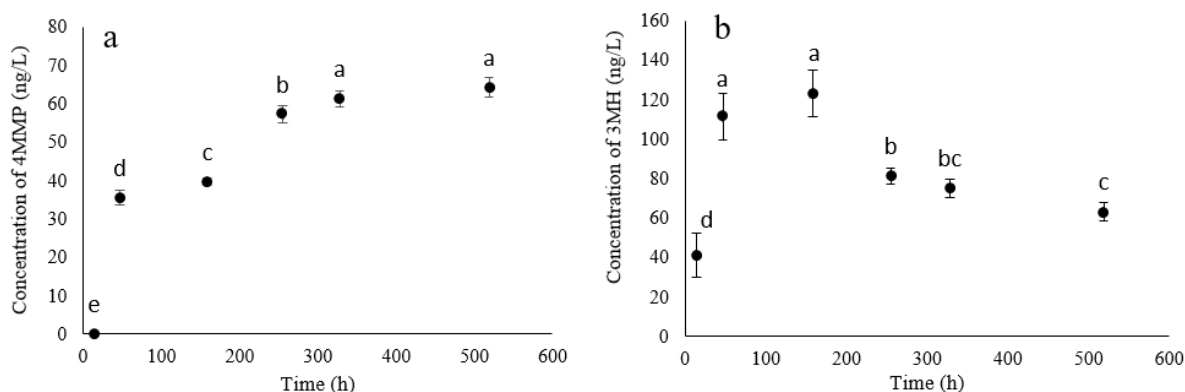 a
Concentration of 4MMP (ng/L)
80
70
60
50
40
30
20
10
0
e
d
c
b
a
a
0 100 200 300 400 500 600
Time (h)
b
Concentration of 3MH (ng/L)
160
140
120
100
80
60
40
20
0
d
a
a
b
bc
c
0 100 200 300 400 500 600
Time (h)